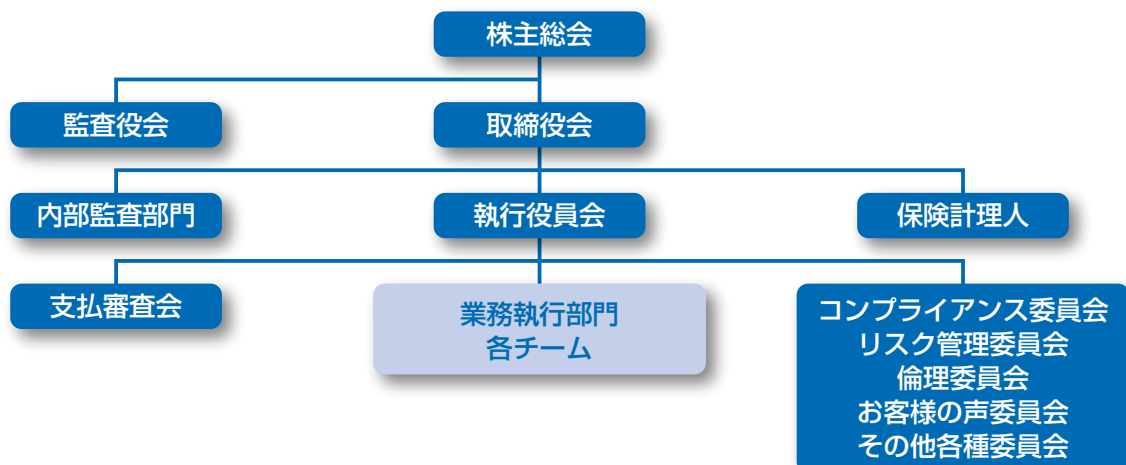 株主総会
監査役会
取締役会
内部監査部門
執行役員会
保険計理人
支払審査会
業務執行部門
各チーム
コンプライアンス委員会
リスク管理委員会
倫理委員会
お客様の声委員会
その他各種委員会